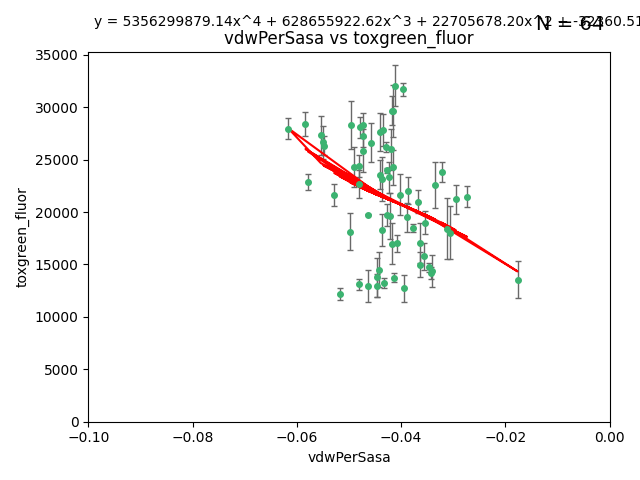 y = 5356299879.14x^4 + 628655922.62x^3 + 22705678.20x^2 +
N = 64
vdwPerSasa vs toxgreen_fluor
35000
30000
25000
20000
15000
10000
5000
0
toxgreen_fluor
−0.10 −0.08 −0.06 −0.04 −0.02 0.00
vdwPerSasa